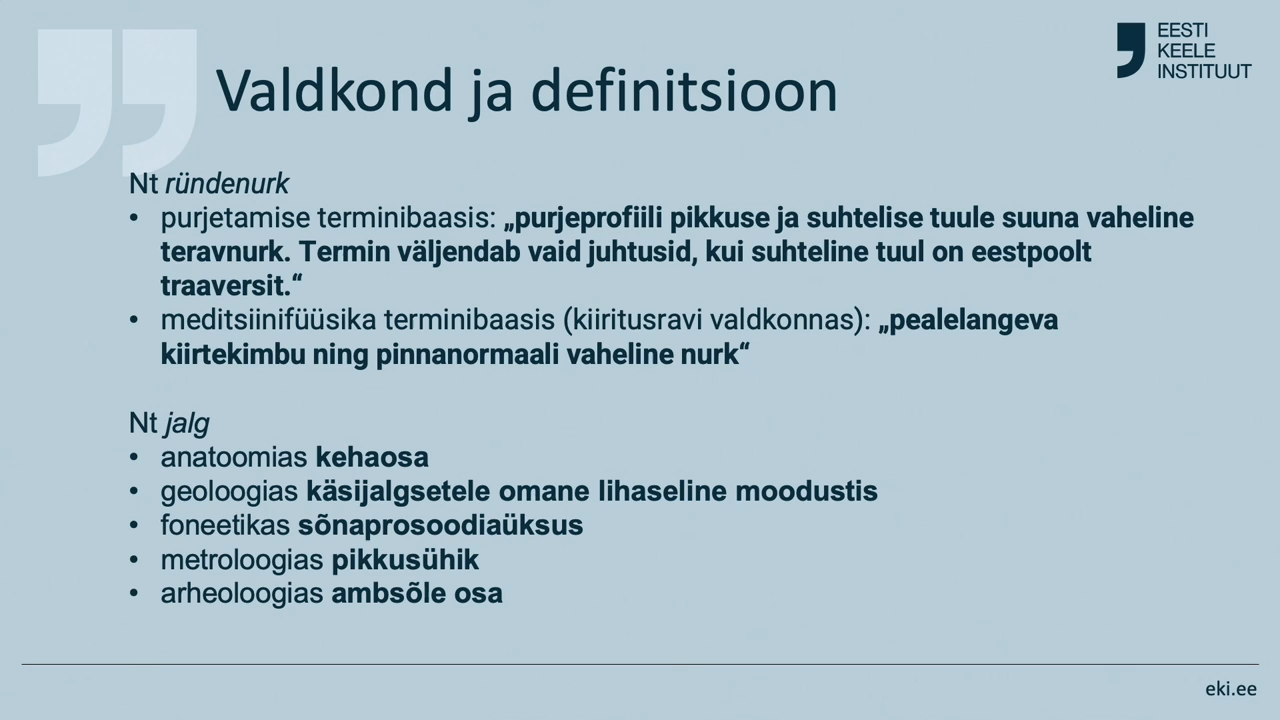 EESTI
KEELE
INSTITUUT
Valdkond ja definitsioon
Nt ründenurk
• purjetamise terminibaasis: „purjeprofiili pikkuse ja suhtelise tuule suuna vaheline
teravnurk. Termin väljendab vaid juhtusid, kui suhteline tuul on eestpoolt
traaversit.“
• meditsiinifüüsika terminibaasis (kiiritusravi valdkonnas): „pealelangeva
kiirtekimbu ning pinnanormaali vaheline nurk“
Nt jalg
• anatoomias kehaosa
• geoloogias käsijalgsetele omane lihaseline moodustis
• foneetikas sõnaprosoodiaüksus
• metroloogias pikkusühik
• arheoloogias ambsõle osa
eki.ee